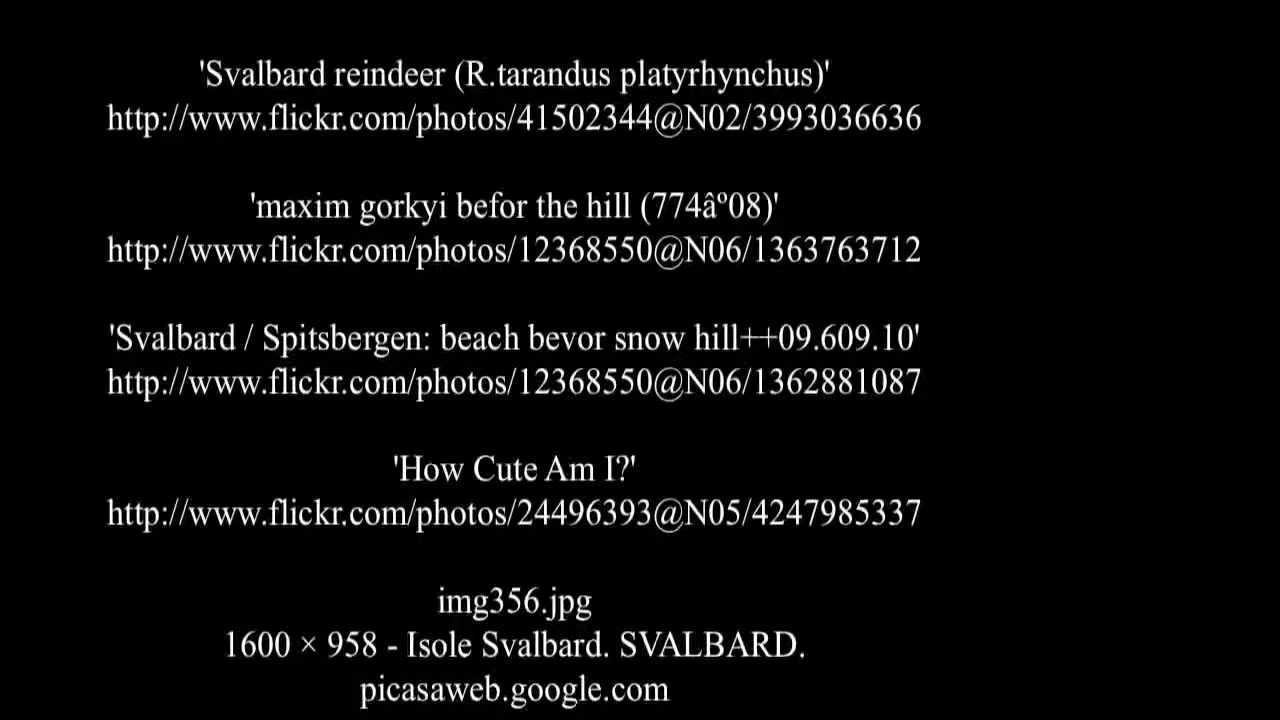 'Svalbard reindeer (R.tarandus platyrhynchus)'
http://www.flickr.com/photos/41502344@N02/3993036636
'maxim gorkyi befor the hill (774âº08)'
http://www.flickr.com/photos/12368550@N06/1363763712
'Svalbard / Spitsbergen: beach bevor snow hill++09.609.10'
http://www.flickr.com/photos/12368550@N06/1362881087
'How Cute Am I?'
http://www.flickr.com/photos/24496393@N05/4247985337
img356.jpg
1600 × 958 - Isole Svalbard. SVALBARD.
picasaweb.google.com